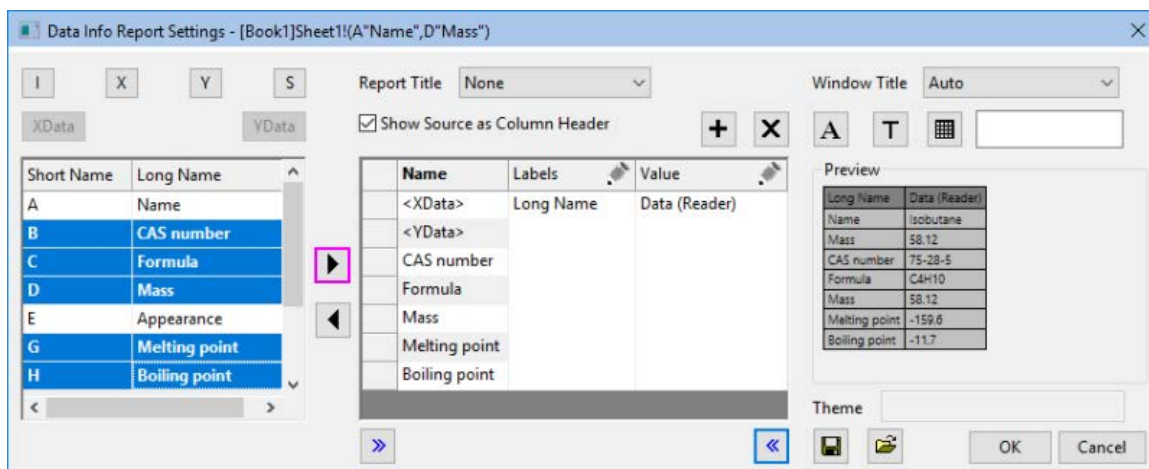 Data Info Report Settings - [Book1]Sheet1!(A"Name",D"Mass")
I X Y S Report Title None Window Title Auto
XData YData Show Source as Column Header A T
Short Name Long Name Name Labels Value Preview
A Name <XData> Long Name Data (Reader)
B CAS number <YData>
C Formula CAS number
D Mass Formula
E Appearance Mass
G Melting point Melting point
H Boiling point Boiling point
Long Name Data (Reader)
Name Isobutane
Mass 58.12
CAS number 75-28-5
Formula C4H10
Mass 58.12
Melting point -159.6
Boiling point -11.7
Theme
OK Cancel